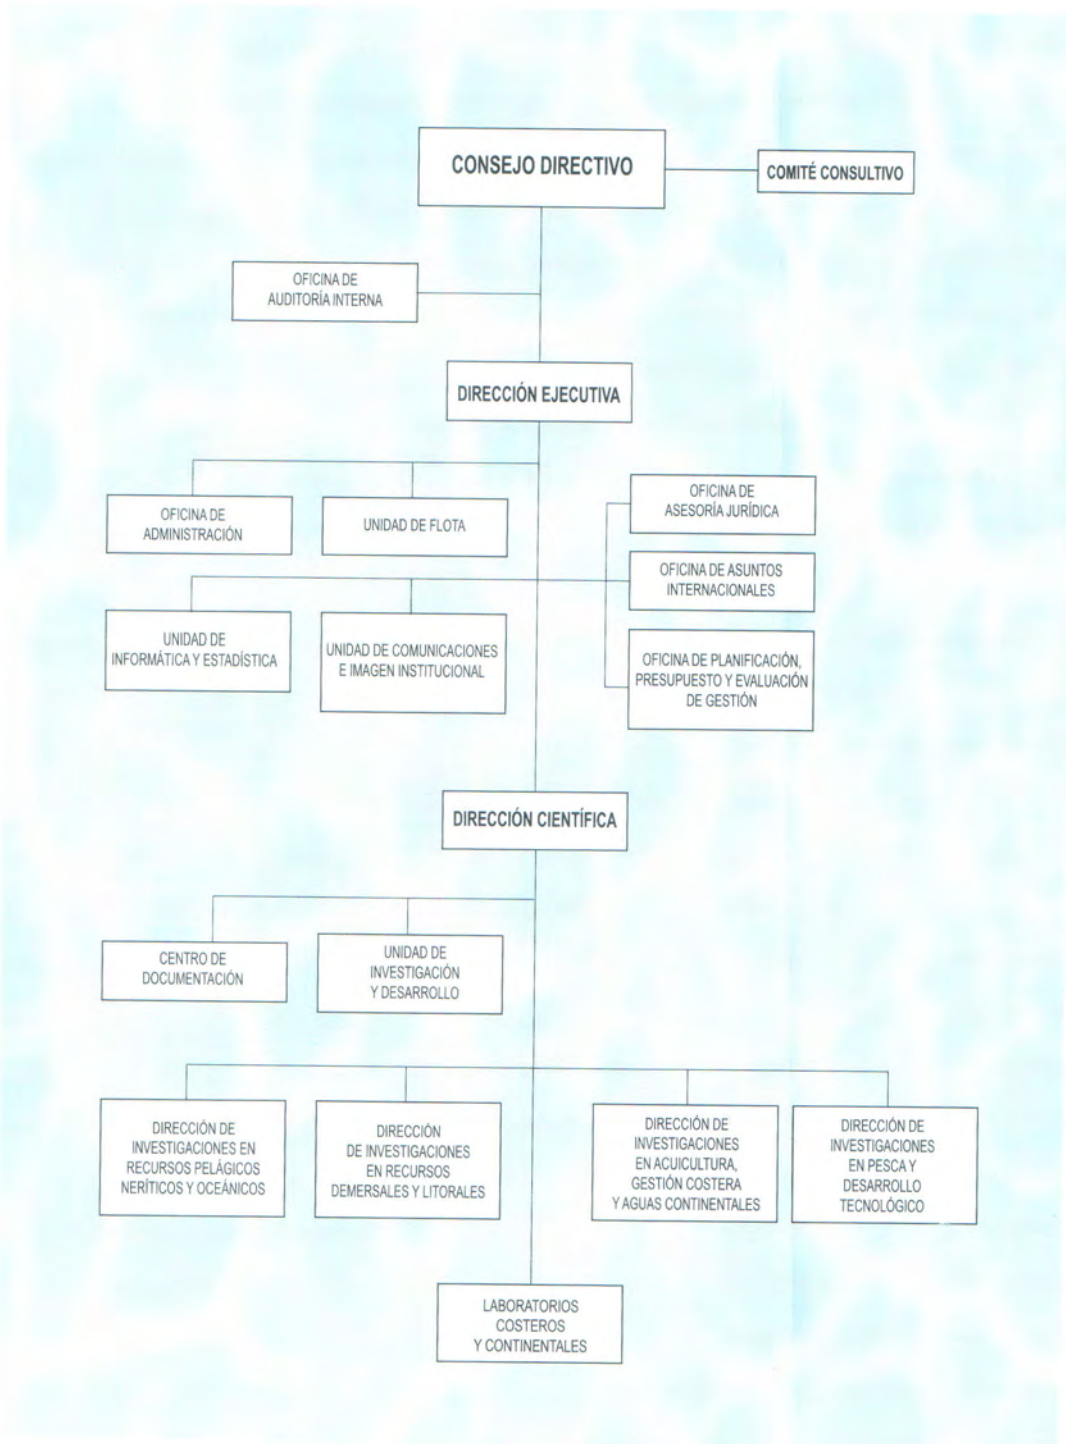 CONSEJO DIRECTIVO
COMITÉ CONSULTIVO
OFICINA DE
AUDITORÍA INTERNA
DIRECCIÓN EJECUTIVA
OFICINA DE
ADMINISTRACIÓN
UNIDAD DE FLOTA
OFICINA DE
ASESORÍA JURÍDICA
OFICINA DE ASUNTOS
INTERNACIONALES
UNIDAD DE
INFORMÁTICA Y ESTADÍSTICA
UNIDAD DE COMUNICACIONES
E IMAGEN INSTITUCIONAL
OFICINA DE PLANIFICACIÓN,
PRESUPUESTO Y EVALUACIÓN
DE GESTIÓN
DIRECCIÓN CIENTÍFICA
CENTRO DE
DOCUMENTACIÓN
UNIDAD DE
INVESTIGACIÓN
Y DESARROLLO
DIRECCIÓN DE
INVESTIGACIONES EN
RECURSOS PELÁGICOS
NERÍTICOS Y OCEÁNICOS
DIRECCIÓN
DE INVESTIGACIONES
EN RECURSOS
DEMERSALES Y LITORALES
DIRECCIÓN DE
INVESTIGACIONES
EN ACUICULTURA,
GESTIÓN COSTERA
Y AGUAS CONTINENTALES
DIRECCIÓN DE
INVESTIGACIONES
EN PESCA Y
DESARROLLO
TECNOLÓGICO
LABORATORIOS
COSTEROS
Y CONTINENTALES